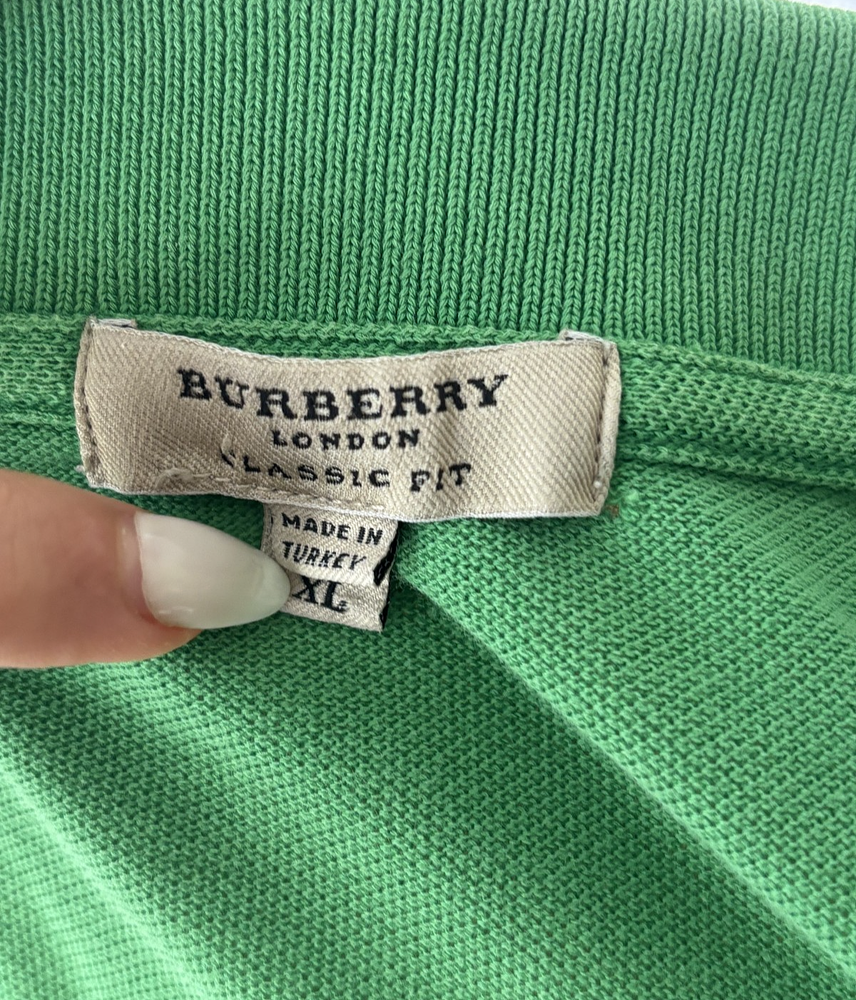 BURBERRY
LONDON
CLASSIC FIT
MADE IN
TURKEY
XL